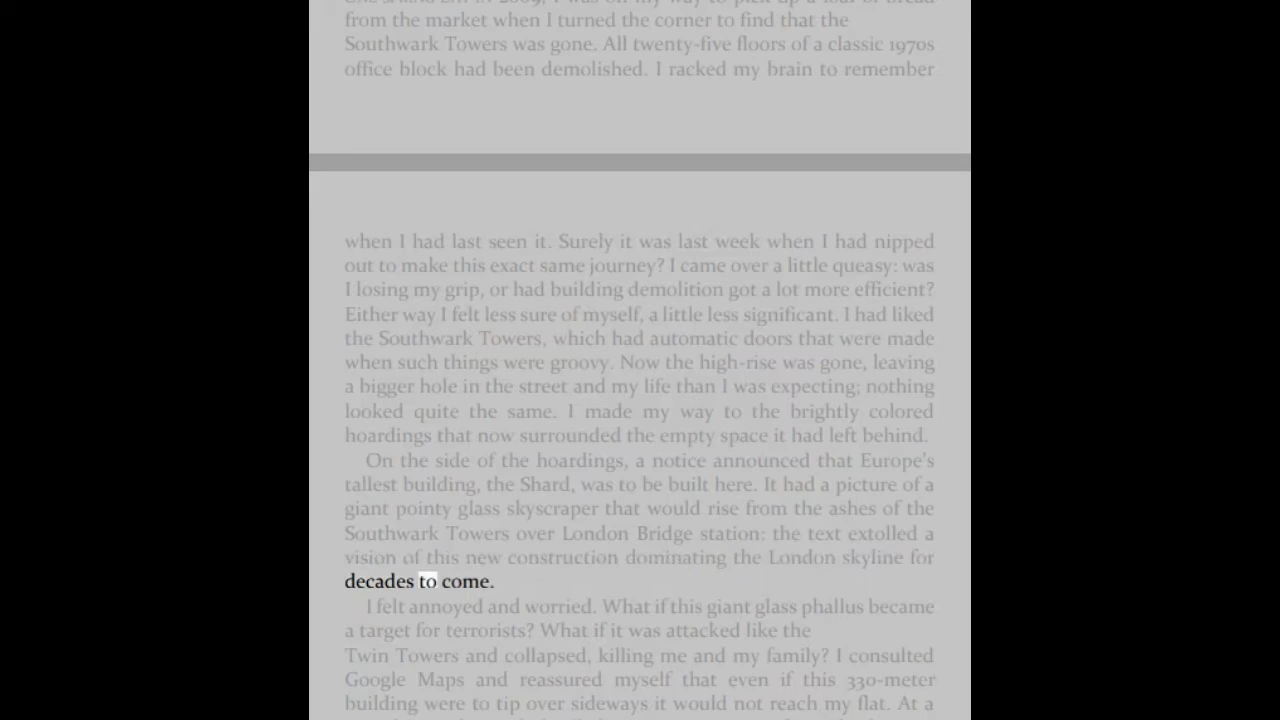 from the market when I turned the corner to find that the
Southwark Towers was gone. All twenty-five floors of a classic 1970s
office block had been demolished. I racked my brain to remember
when I had last seen it. Surely it was last week when I had nipped
out to make this exact same journey? I came over a little queasy: was
I losing my grip, or had building demolition got a lot more efficient?
Either way I felt less sure of myself, a little less significant. I had liked
the Southwark Towers, which had automatic doors that were made
when such things were groovy. Now the high-rise was gone, leaving
a bigger hole in the street and my life than I was expecting; nothing
looked quite the same. I made my way to the brightly colored
hoardings that now surrounded the empty space it had left behind.
On the side of the hoardings, a notice announced that Europe's
tallest building, the Shard, was to be built here. It had a picture of a
giant pointy glass skyscraper that would rise from the ashes of the
Southwark Towers over London Bridge station: the text extolled a
vision of this new construction dominating the London skyline for
decades to come.
I felt annoyed and worried. What if this giant glass phallus became
a target for terrorists? What if it was attacked like the
Twin Towers and collapsed, killing me and my family? I consulted
Google Maps and reassured myself that even if this 330-meter
building were to tip over sideways it would not reach my flat. At a